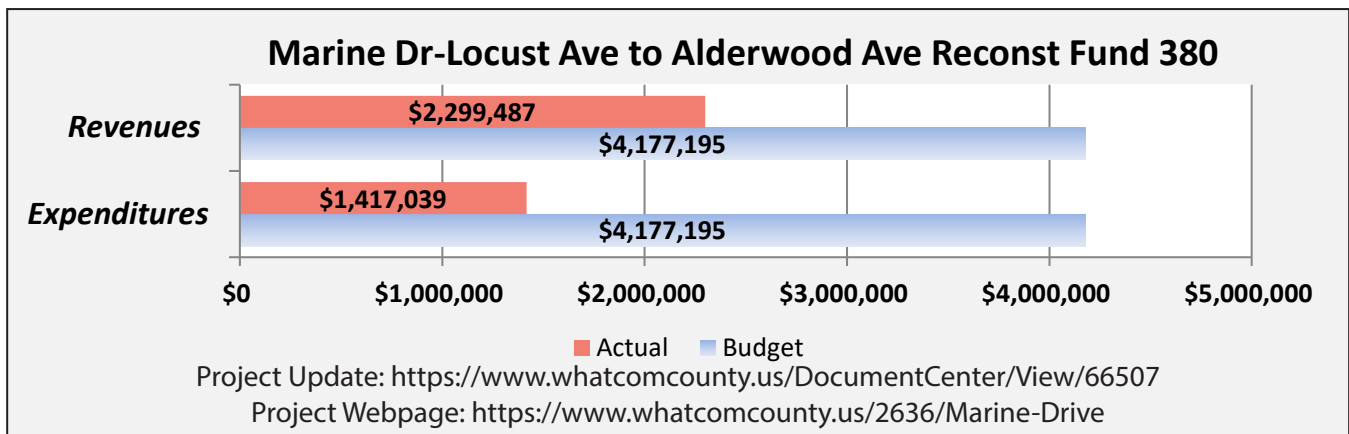 Marine Dr-Locust Ave to Alderwood Ave Reconst Fund 380
Revenues
$2,299,487
$4,177,195
Expenditures
$1,417,039
$4,177,195
$0 $1,000,000 $2,000,000 $3,000,000 $4,000,000 $5,000,000
Actual Budget
Project Update: https://www.whatcomcounty.us/DocumentCenter/View/66507
Project Webpage: https://www.whatcomcounty.us/2636/Marine-Drive